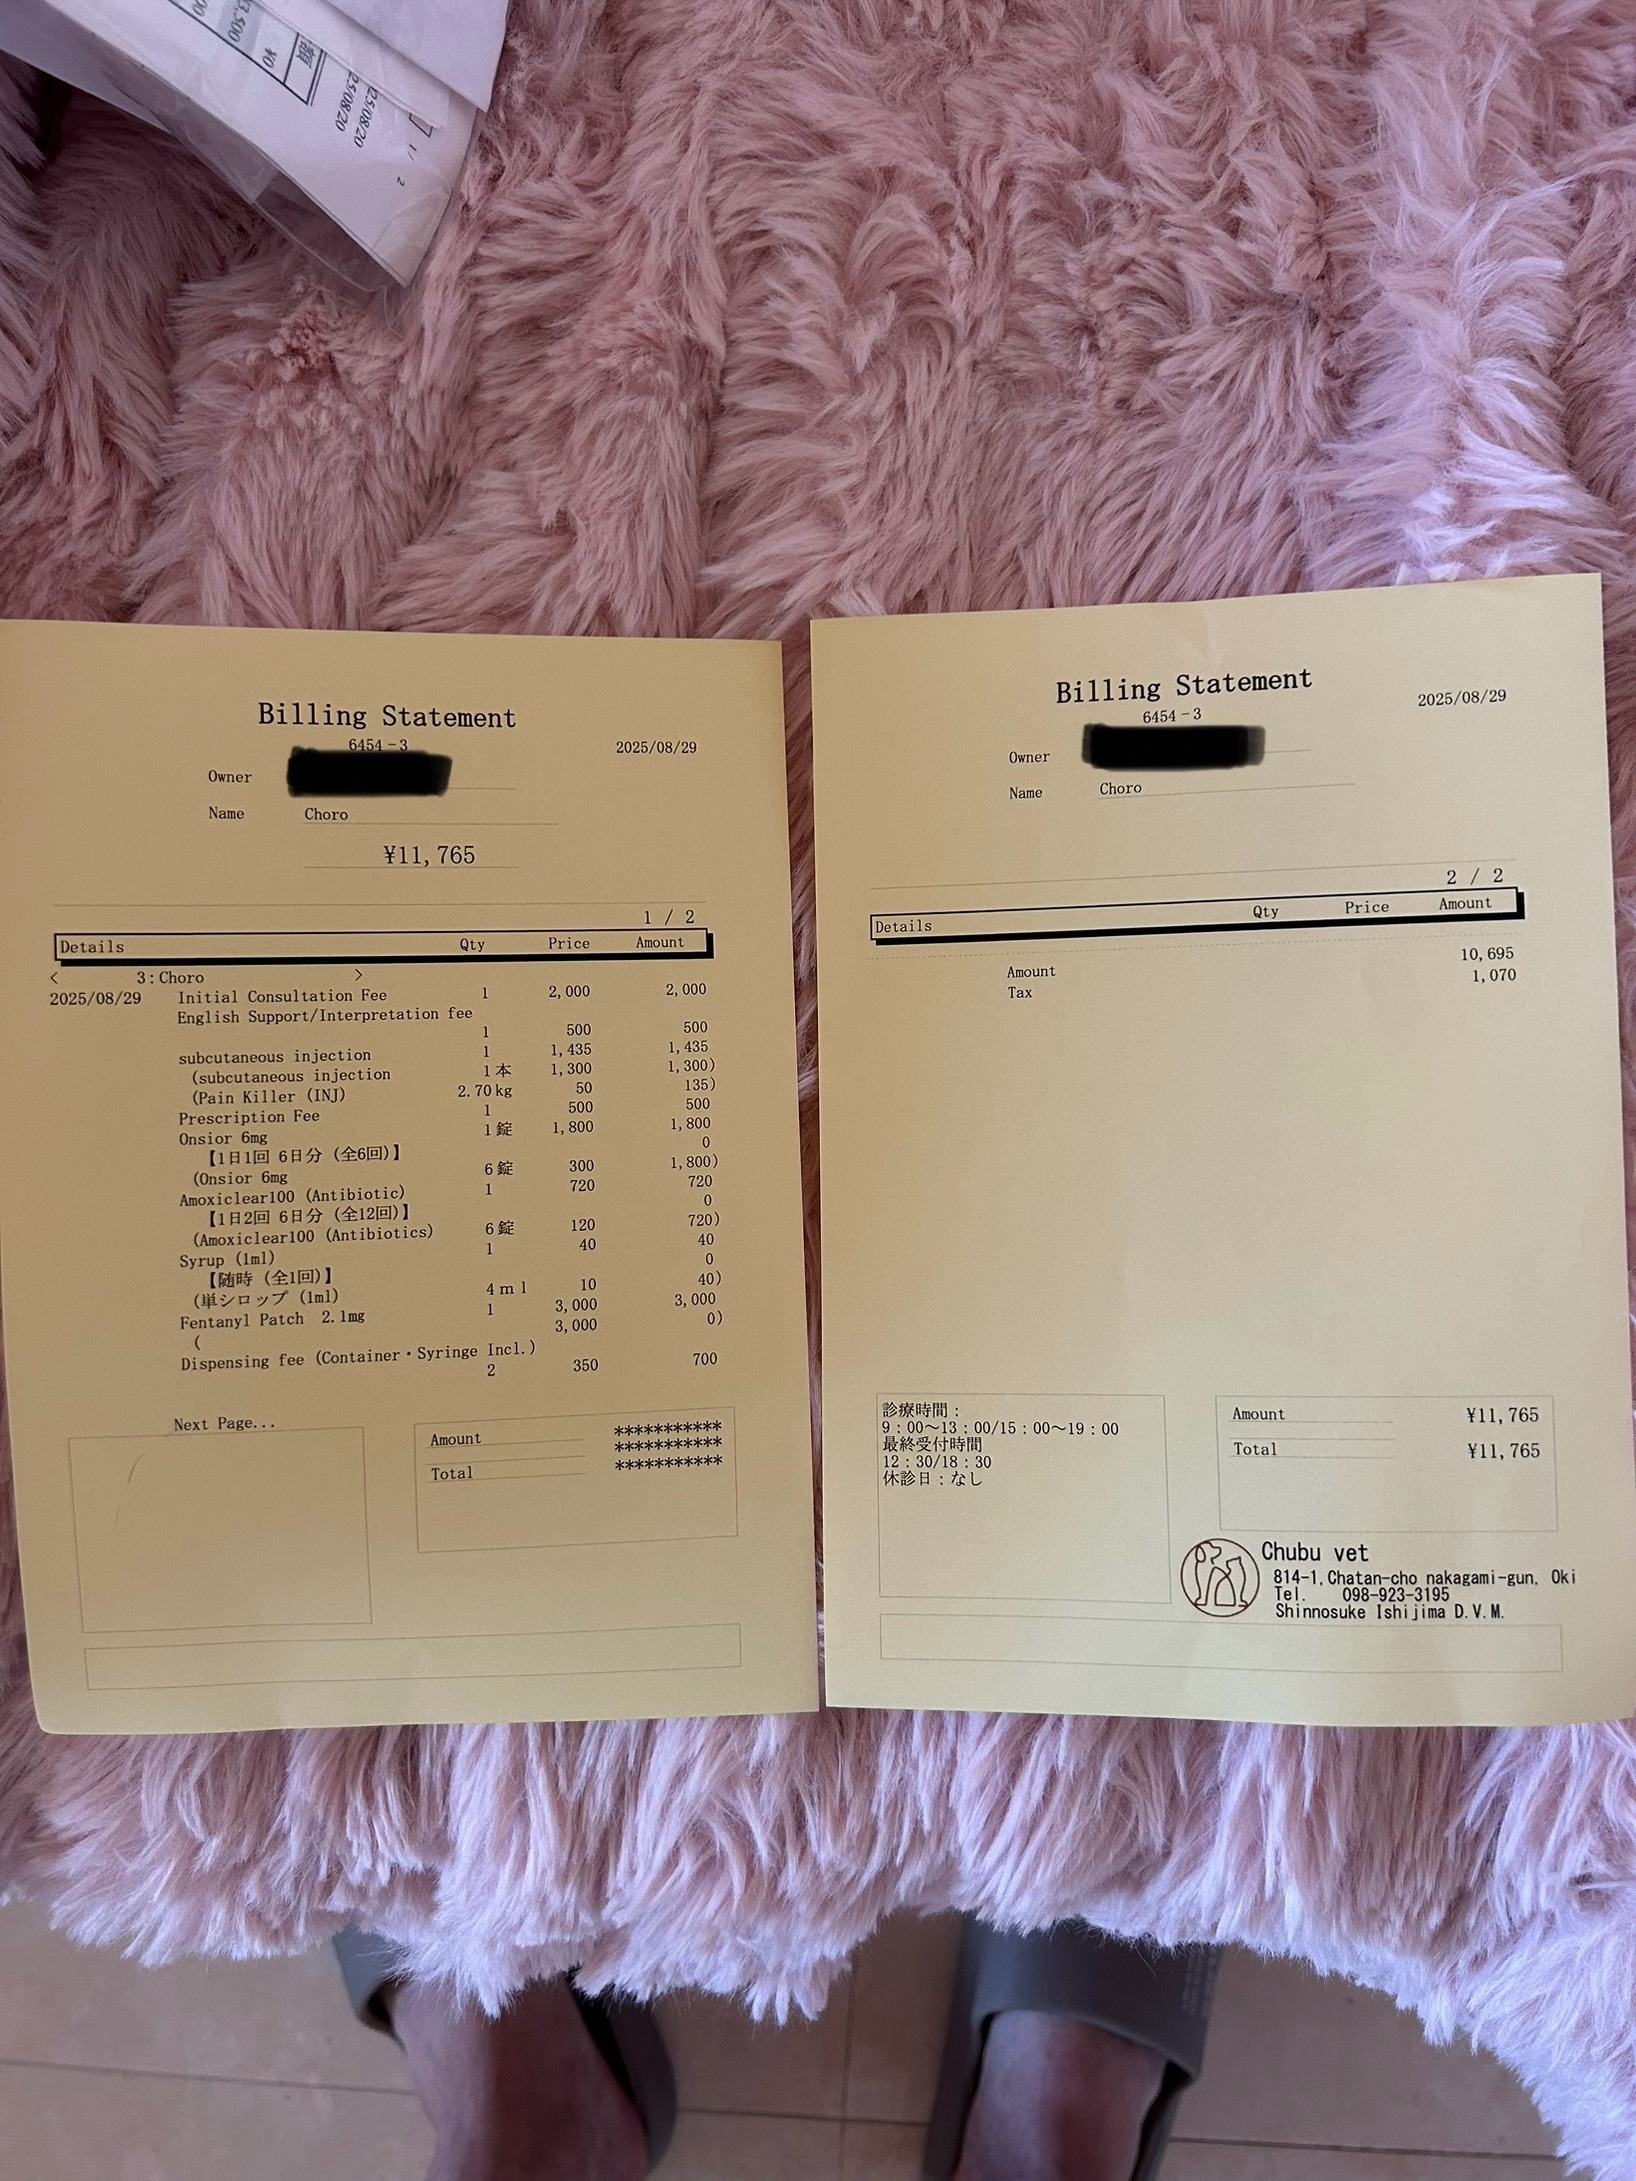 ¥3,500
¥0
額
25/08/20
25/08/20
1/ 2
Billing Statement
6454-3
2025/08/29
Owner
Name Choro
¥11,765
1 / 2
Details Qty Price Amount
< 3:Choro >
2025/08/29 Initial Consultation Fee 1 2,000 2,000
English Support/Interpretation fee
1 500 500
subcutaneous injection 1 1,435 1,435
(subcutaneous injection 1本 1,300 1,300)
(Pain Killer (INJ) 2.70kg 50 135)
Prescription Fee 1 500 500
Onsior 6mg 1錠 1,800 1,800
【1日1回 6日分 (全6回)】 0
(Onsior 6mg 6錠 300 1,800)
Amoxiclear100 (Antibiotic) 1 720 720
【1日2回 6日分 (全12回)】 0
(Amoxiclear100 (Antibiotics) 6錠 120 720)
Syrup (1ml) 1 40 40
【随時 (全1回)】 0
(単シロップ (1ml) 4ml 10 40)
Fentanyl Patch 2.1mg 1 3,000 3,000
( 3,000 0)
Dispensing fee (Container・Syringe Incl.)
2 350 700
Next Page...
Amount ***********
***********
Total ***********
Billing Statement
6454-3
2025/08/29
Owner
Name Choro
2 / 2
Details Qty Price Amount
Amount 10,695
Tax 1,070
診療時間:
9:00～13:00/15:00～19:00
最終受付時間
12:30/18:30
休診日:なし
Amount ¥11,765
Total ¥11,765
Chubu vet
814-1,Chatan-cho nakagami-gun, Oki
Tel. 098-923-3195
Shinnosuke Ishijima D.V.M.